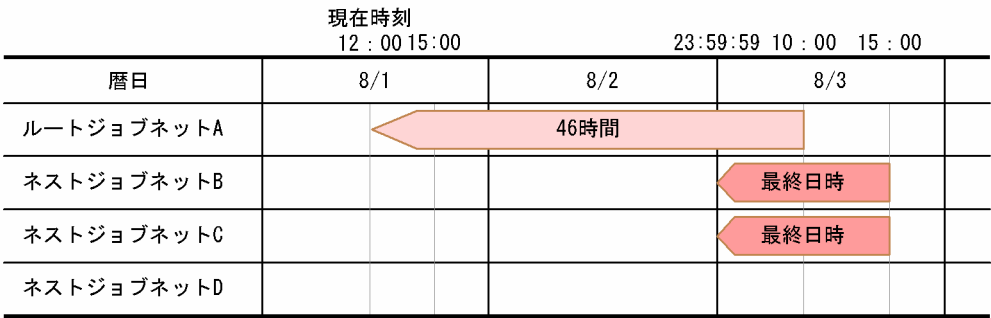 現在時刻
12：00 15:00 23:59:59 10：00 15：00
暦日 8/1 8/2 8/3
ルートジョブネットA 46時間
ネストジョブネットB 最終日時
ネストジョブネットC 最終日時
ネストジョブネットD